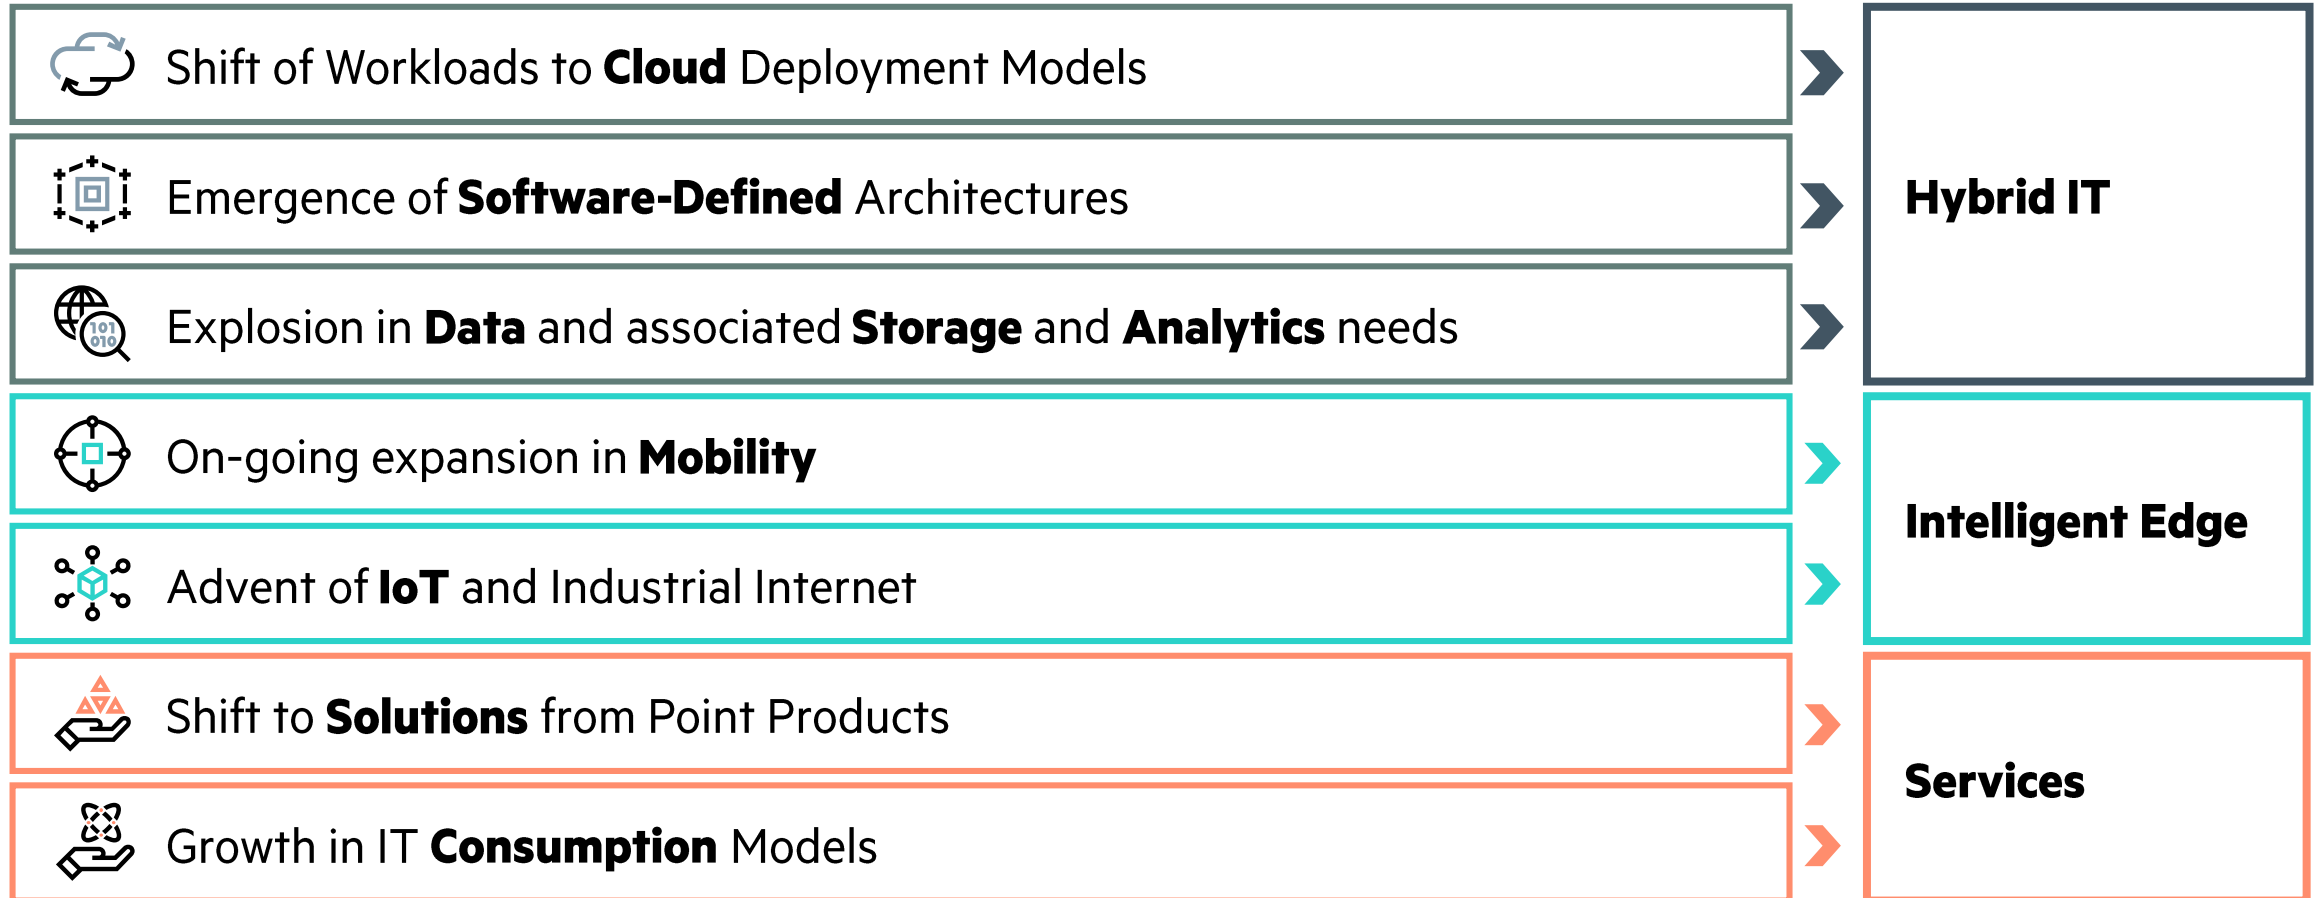 Shift of Workloads to Cloud Deployment Models
Emergence of Software-Defined Architectures
Explosion in Data and associated Storage and Analytics needs
Hybrid IT
On-going expansion in Mobility
Advent of IoT and Industrial Internet
Intelligent Edge
Shift to Solutions from Point Products
Growth in IT Consumption Models
Services
101
010